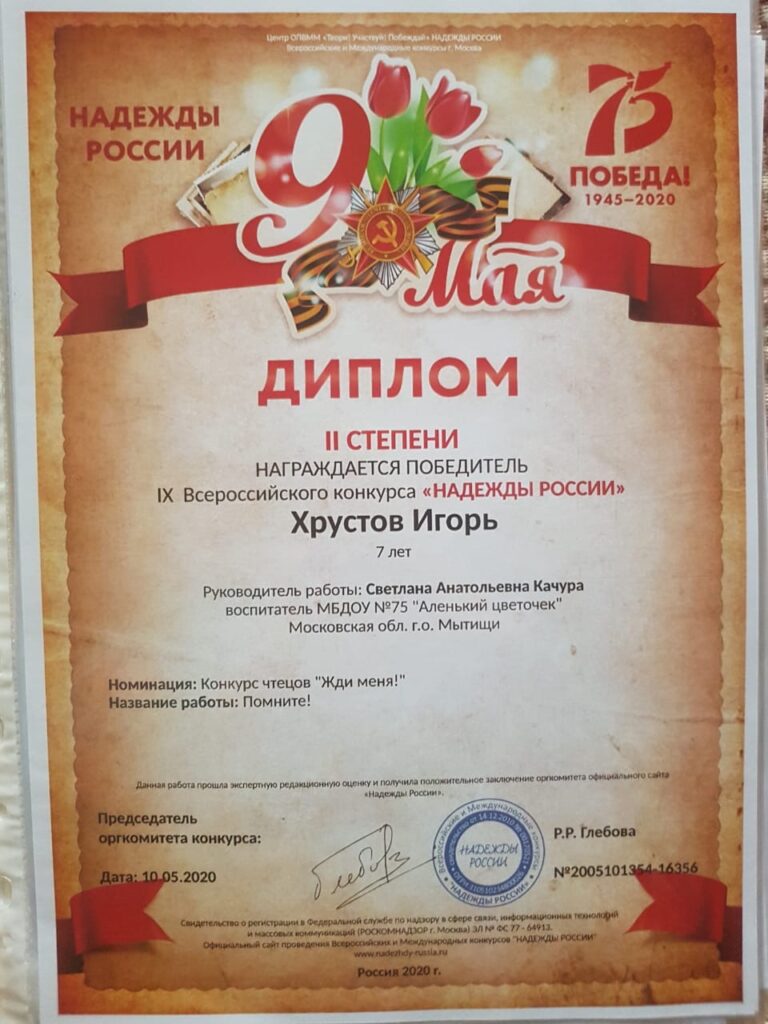 Центр ОПВММ «Твори! Участвуй! Побеждай» НАДЕЖДЫ РОССИИ
Всероссийские и Международные конкурсы г. Москва
НАДЕЖДЫ
РОССИИ
9
Мая
75
ПОБЕДА!
1945–2020
ДИПЛОМ
II СТЕПЕНИ
НАГРАЖДАЕТСЯ ПОБЕДИТЕЛЬ
IX Всероссийского конкурса «НАДЕЖДЫ РОССИИ»
Хрустов Игорь
7 лет
Руководитель работы: Светлана Анатольевна Качура
воспитатель МБДОУ №75 "Аленький цветочек"
Московская обл. г.о. Мытищи
Номинация: Конкурс чтецов "Жди меня!"
Название работы: Помните!
Данная работа прошла экспертную редакционную оценку и получила положительное заключение оргкомитета официального сайта
«Надежды России».
Председатель
оргкомитета конкурса:
Р.Р. Глебова
Дата: 10.05.2020
№2005101354-16356
Всероссийские и Международные конкурсы
НАДЕЖДЫ
РОССИИ
"НАДЕЖДЫ РОССИИ"
Свидетельство о регистрации в Федеральной службе по надзору в сфере связи, информационных технологий
и массовых коммуникаций (РОСКОМНАДЗОР г. Москва) ЭЛ № ФС 77 - 64913.
Официальный сайт проведения Всероссийских и Международных конкурсов "НАДЕЖДЫ РОССИИ"
www.nadezhdy-russia.ru
Россия 2020 г.